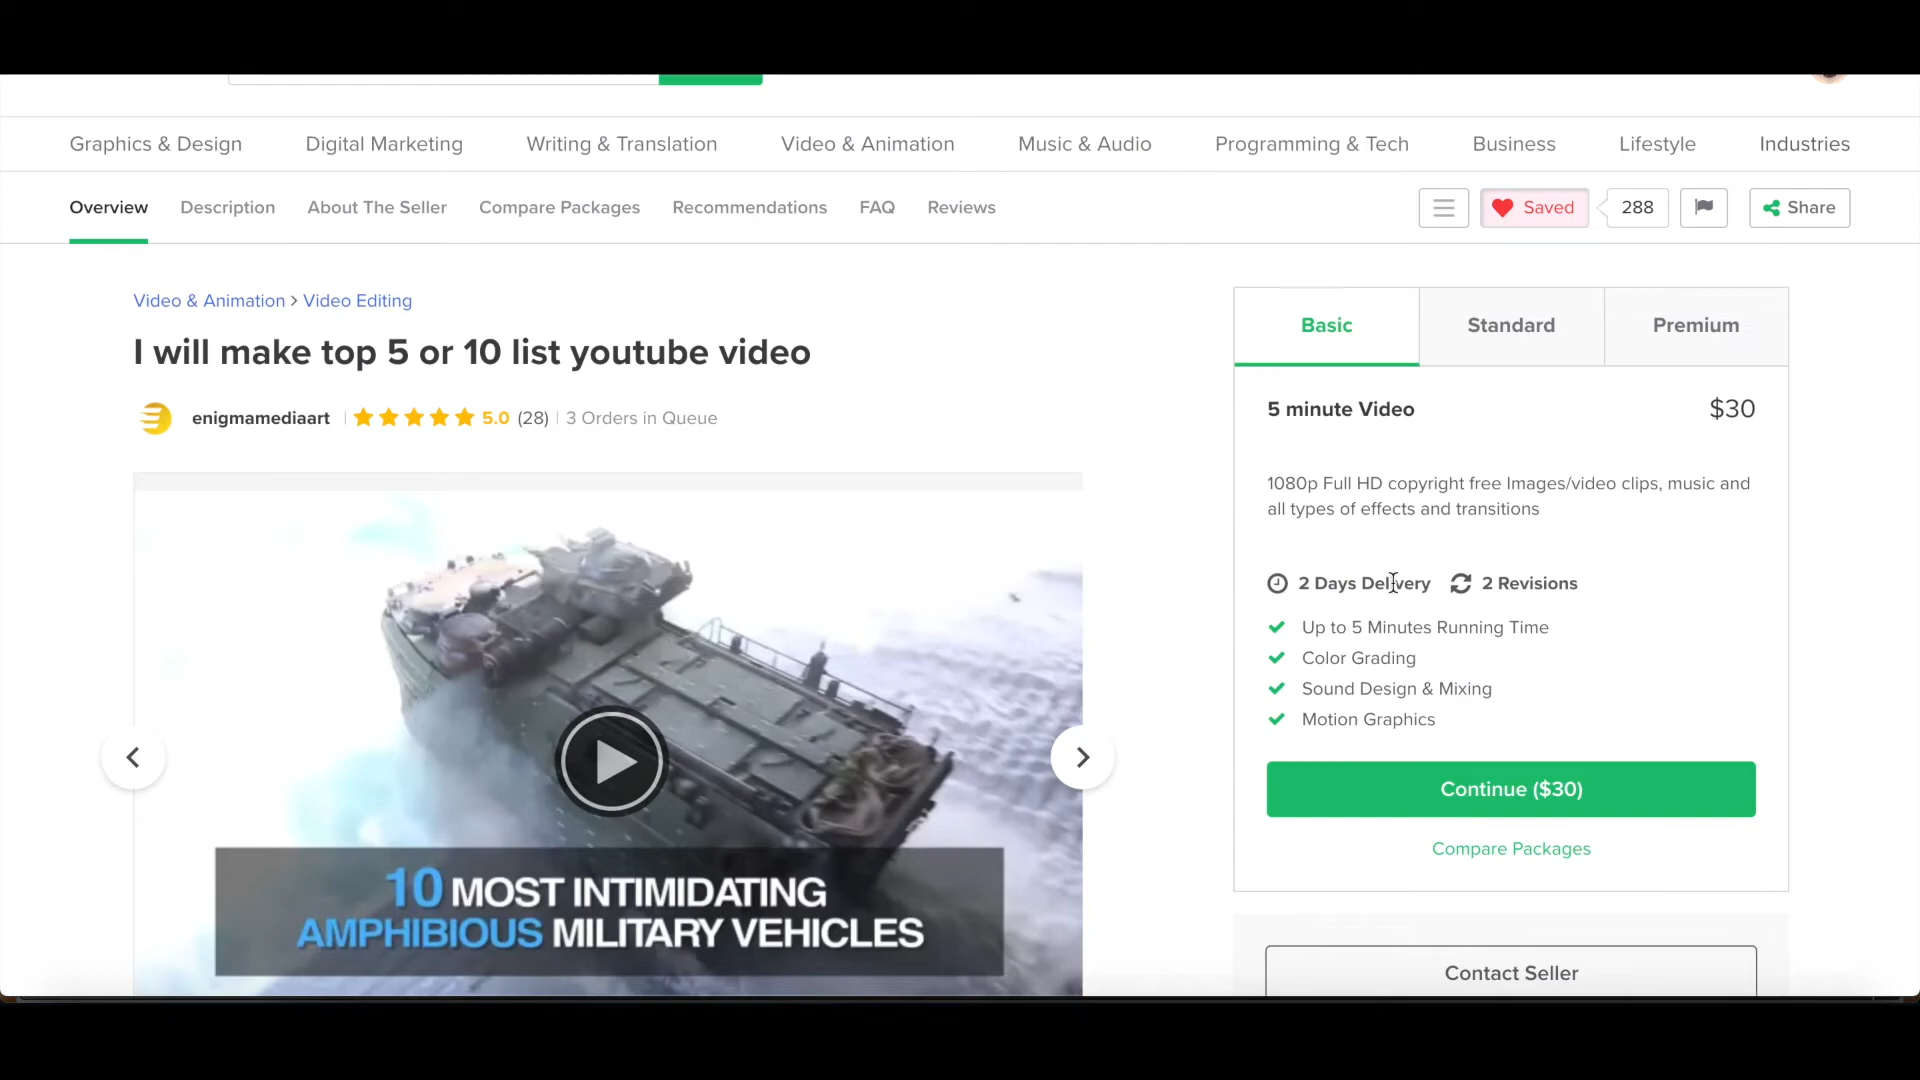 Graphics & Design Digital Marketing Writing & Translation Video & Animation Music & Audio Programming & Tech Business Lifestyle Industries
Overview Description About The Seller Compare Packages Recommendations FAQ Reviews Saved 288 Share
Video & Animation > Video Editing
I will make top 5 or 10 list youtube video
enigmamediaart 5.0 (28) 3 Orders in Queue
10 MOST INTIMIDATING
AMPHIBIOUS MILITARY VEHICLES
Basic Standard Premium
5 minute Video $30
1080p Full HD copyright free Images/video clips, music and
all types of effects and transitions
2 Days Delivery 2 Revisions
Up to 5 Minutes Running Time
Color Grading
Sound Design & Mixing
Motion Graphics
Continue ($30)
Compare Packages
Contact Seller